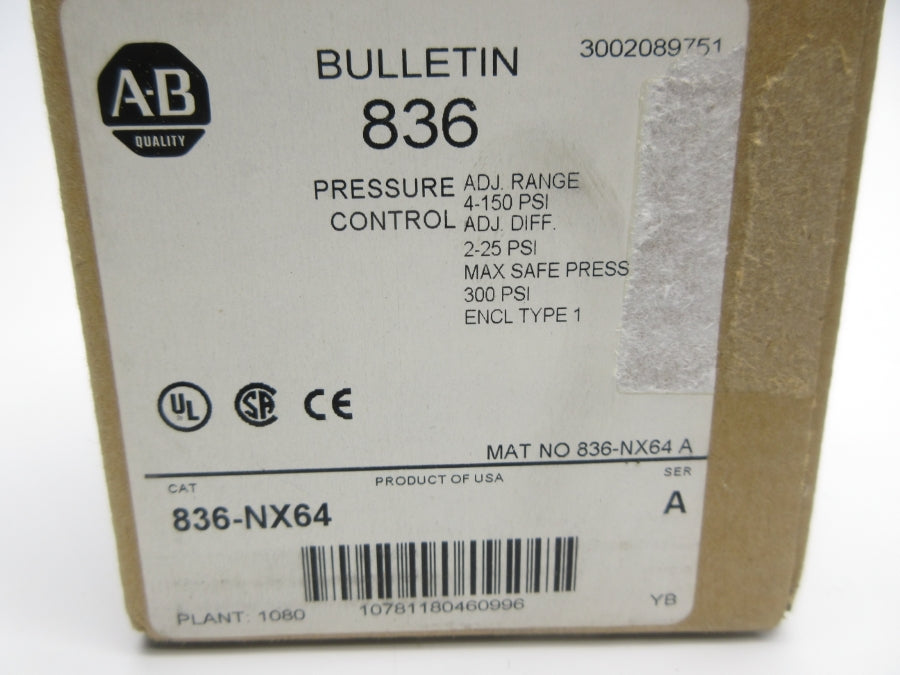 A-B
QUALITY
BULLETIN
836
3002089751
PRESSURE
CONTROL
ADJ. RANGE
4-150 PSI
ADJ. DIFF.
2-25 PSI
MAX SAFE PRESS
300 PSI
ENCL TYPE 1
UL
SA
CE
MAT NO 836-NX64 A
CAT
PRODUCT OF USA
SER
836-NX64
A
10781180460996
PLANT: 1080
YB